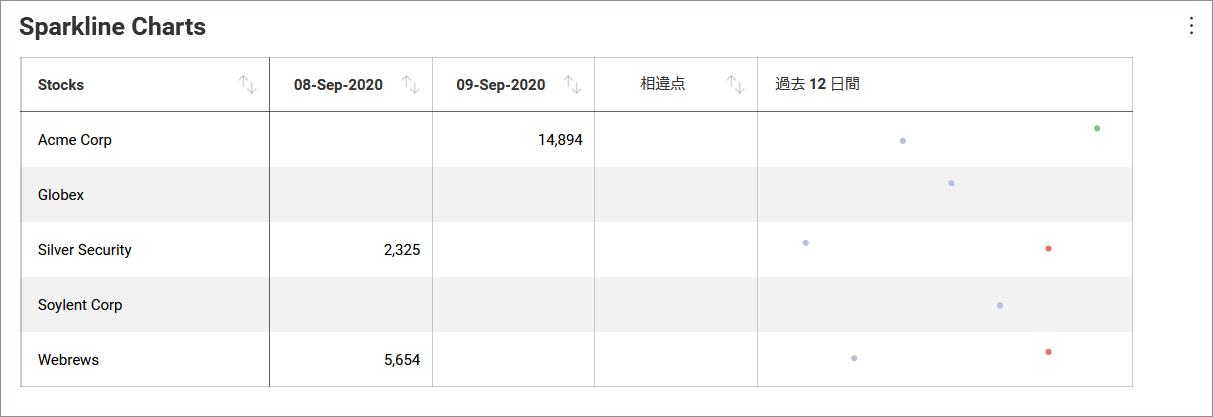 Sparkline Charts
Stocks 08-Sep-2020 09-Sep-2020 相違点 過去 12 日間
Acme Corp 14,894
Globex
Silver Security 2,325
Soylent Corp
Webrews 5,654